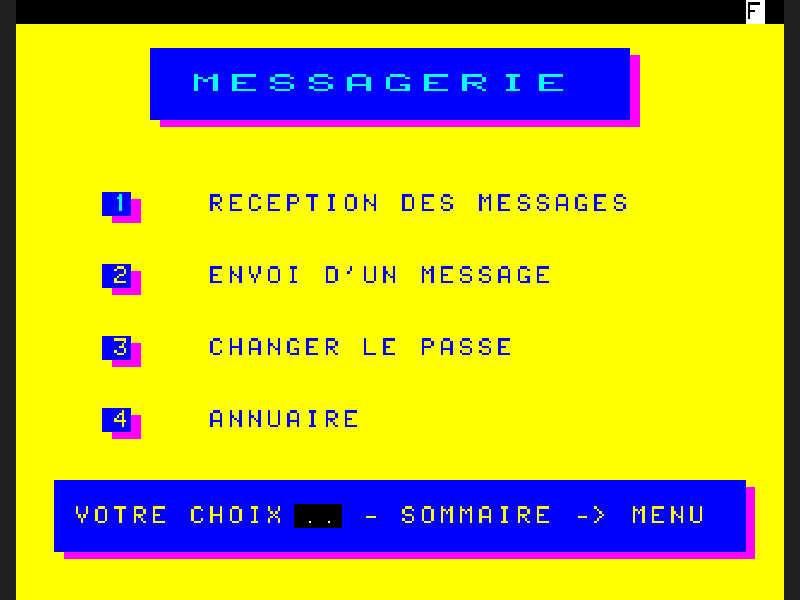 F
MESSAGERIE
1 RECEPTION DES MESSAGES
2 ENVOI D'UN MESSAGE
3 CHANGER LE PASSE
4 ANNUAIRE
VOTRE CHOIX .. - SOMMAIRE -> MENU